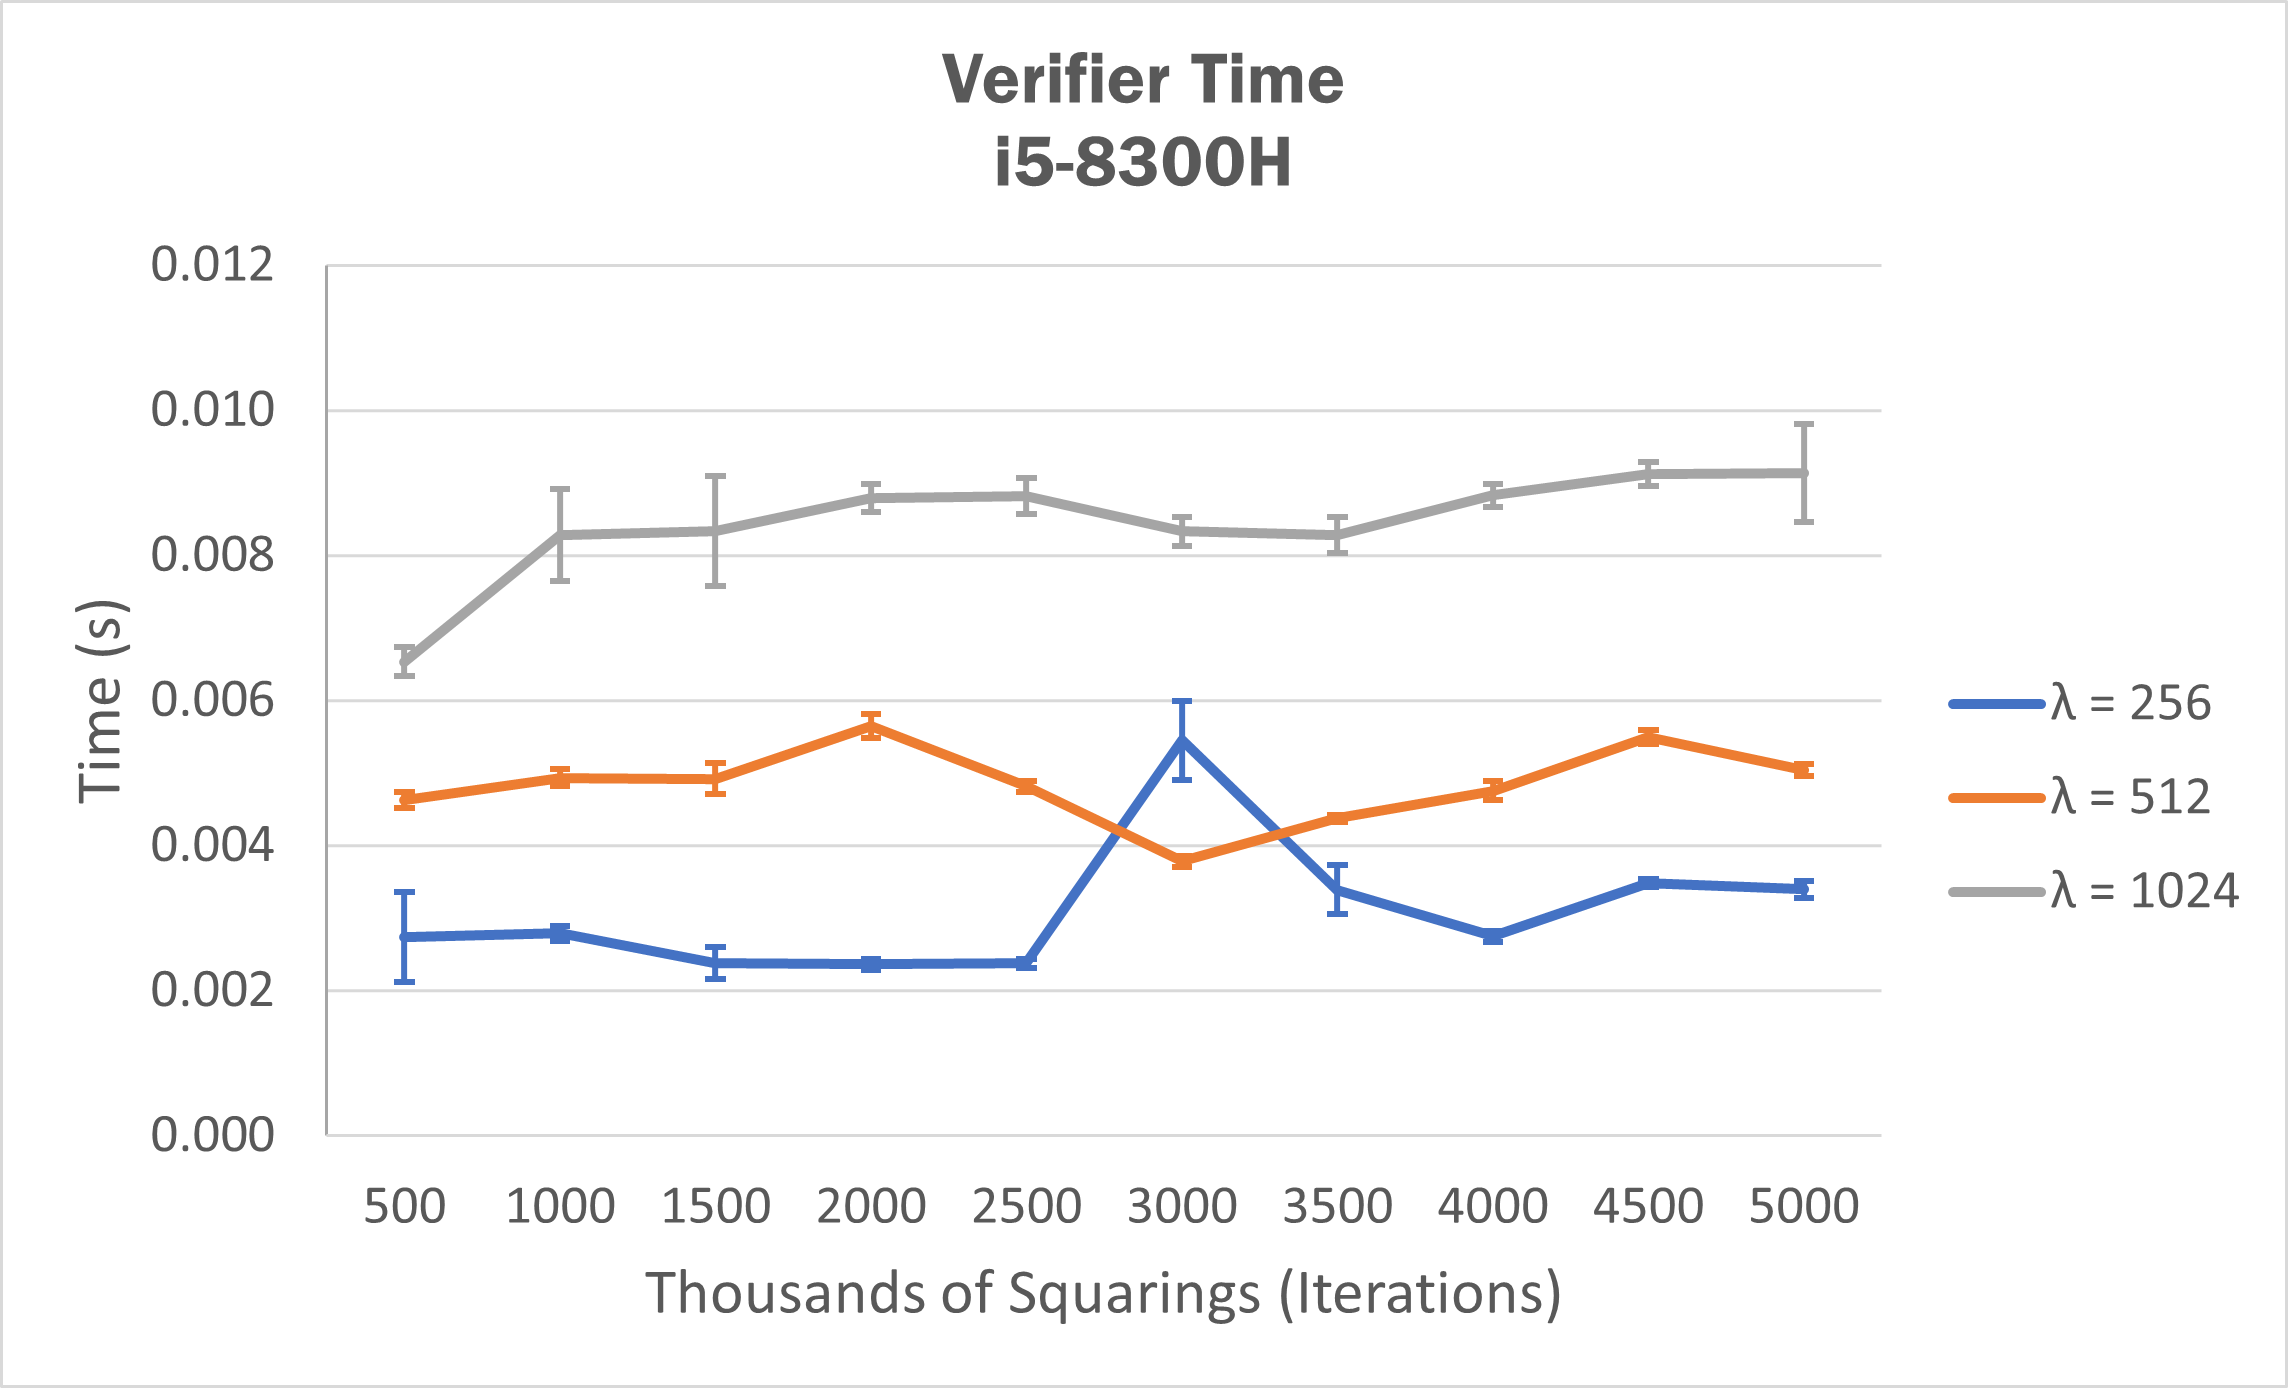 Verifier Time
i5-8300H
0.012
0.010
0.008
0.006
0.004
0.002
0.000
Time (s)
500 1000 1500 2000 2500 3000 3500 4000 4500 5000
Thousands of Squarings (Iterations)
λ = 256
λ = 512
λ = 1024